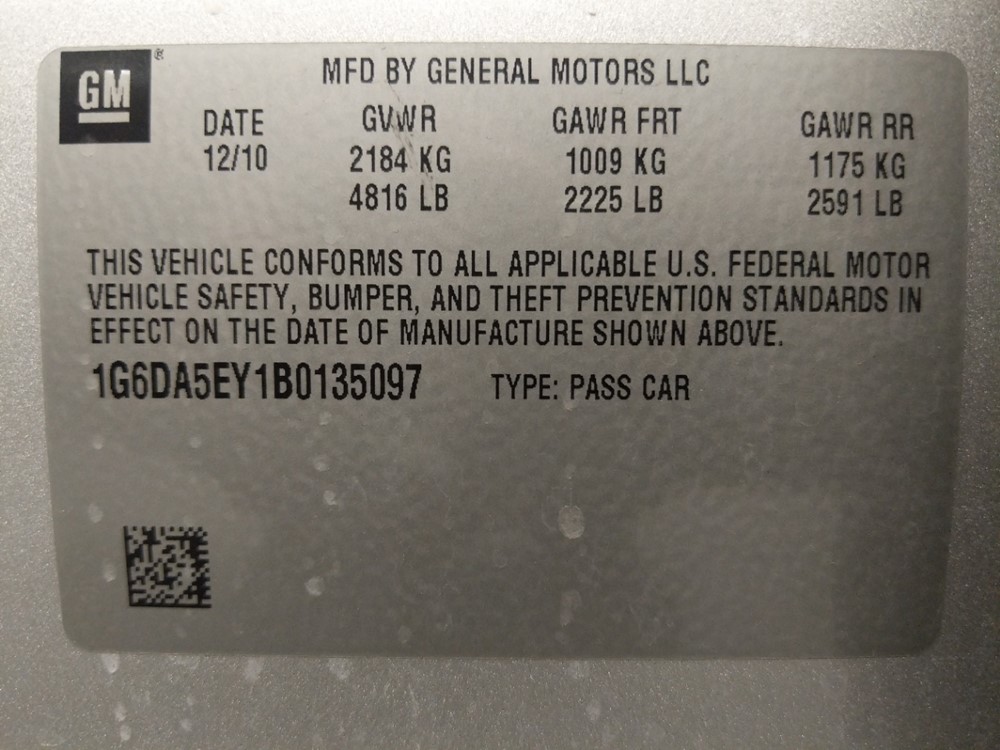 GM®
MFD BY GENERAL MOTORS LLC
DATE GVWR GAWR FRT GAWR RR
12/10 2184 KG 1009 KG 1175 KG
4816 LB 2225 LB 2591 LB
THIS VEHICLE CONFORMS TO ALL APPLICABLE U.S. FEDERAL MOTOR
VEHICLE SAFETY, BUMPER, AND THEFT PREVENTION STANDARDS IN
EFFECT ON THE DATE OF MANUFACTURE SHOWN ABOVE.
1G6DA5EY1B0135097 TYPE: PASS CAR